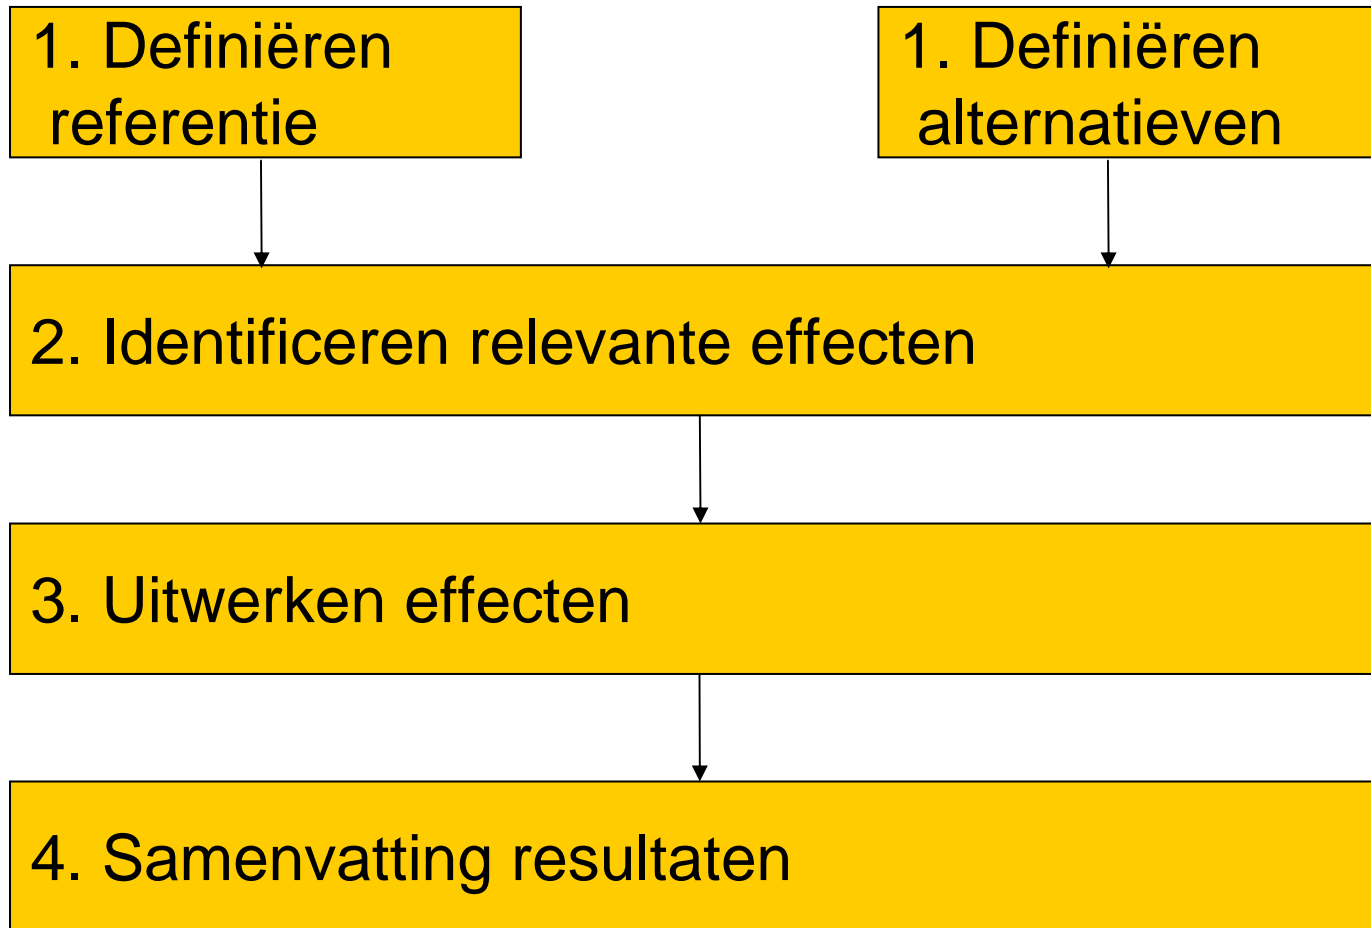 1. Definiëren
referentie
1. Definiëren
alternatieven
2. Identificeren relevante effecten
3. Uitwerken effecten
4. Samenvatting resultaten